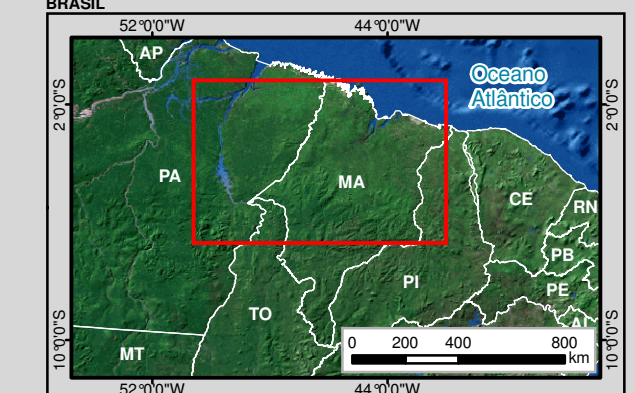 BRASIL
52°0'0"W 44°0'0"W
AP
Oceano
Atlântico
2°0'0"S 2°0'0"S
PA
MA
CE
RN
PB
PI
PE
TO
AL
MT
0 200 400 800
km
10°0'0"S 10°0'0"S
52°0'0"W 44°0'0"W